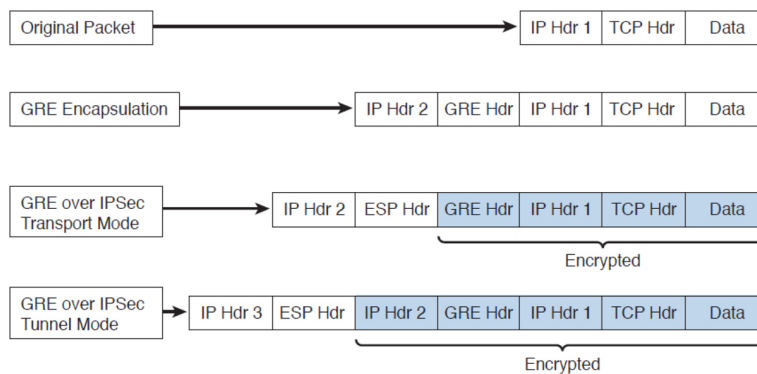 Original Packet IP Hdr 1 TCP Hdr Data
GRE Encapsulation IP Hdr 2 GRE Hdr IP Hdr 1 TCP Hdr Data
GRE over IPSec
Transport Mode
IP Hdr 2 ESP Hdr GRE Hdr IP Hdr 1 TCP Hdr Data
Encrypted
GRE over IPSec
Tunnel Mode
IP Hdr 3 ESP Hdr IP Hdr 2 GRE Hdr IP Hdr 1 TCP Hdr Data
Encrypted